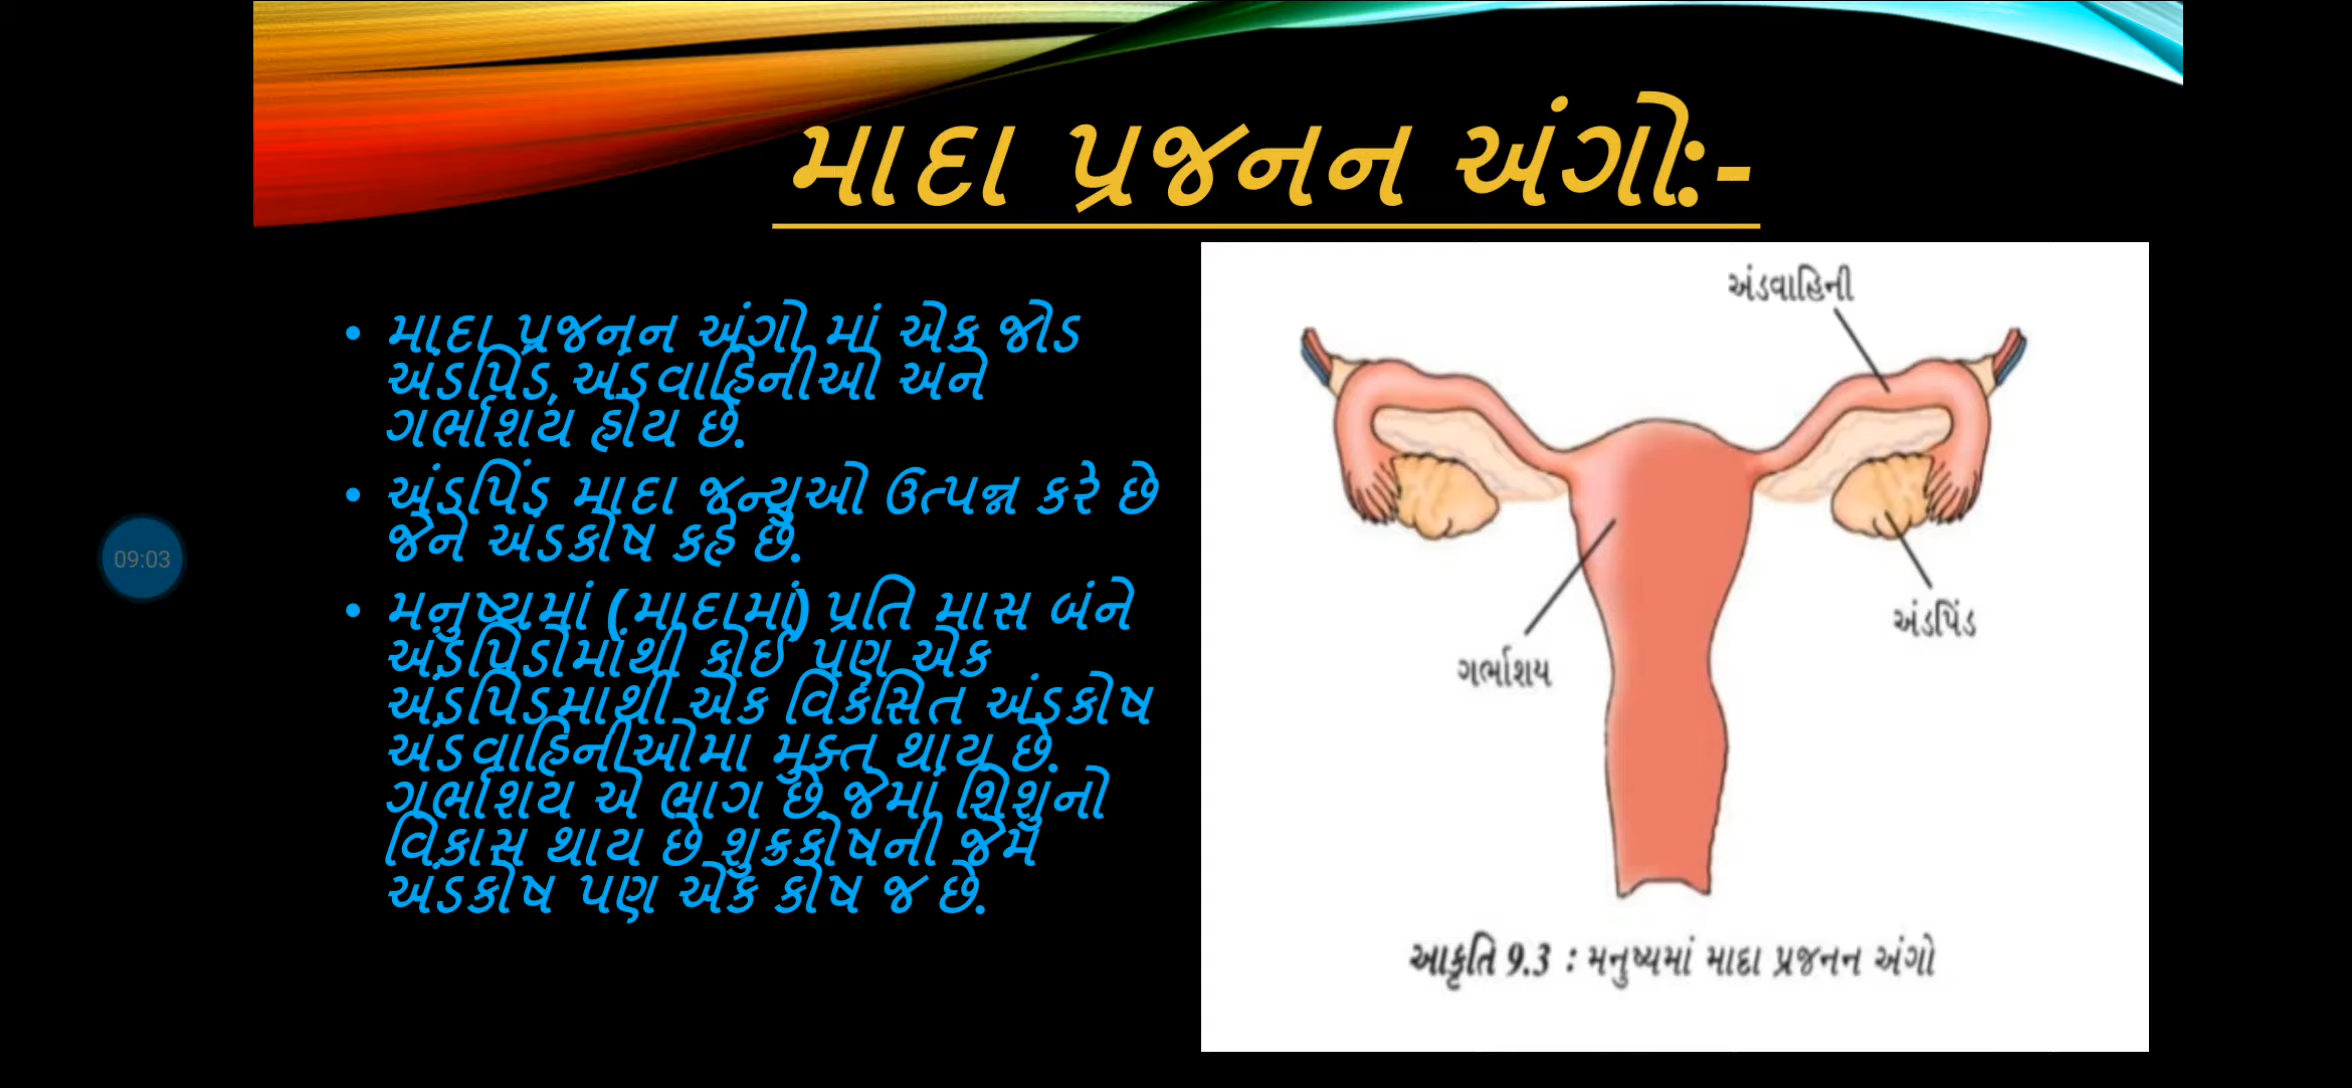 માદા પ્રજનન અંગો:-
• માદા પ્રજનન અંગો માં એક જોડ
અંડપિંડ, અંડવાહિનીઓ અને
ગર્ભાશય હોય છે.
• અંડપિંડ માદા જન્યુઓ ઉત્પન્ન કરે છે
જેને અંડકોષ કહે છે.
• મનુષ્યમાં (માદામાં) પ્રતિ માસ બંને
અંડપિંડોમાંથી કોઈ પણ એક
અંડપિંડમાથી એક વિકસિત અંડકોષ
અંડવાહિનીઓમા મુક્ત થાય છે.
ગર્ભાશય એ ભાગ છે. જેમાં શિશુંનો
વિકાસ થાય છે શુક્રકોષની જેમ
અંડકોષ પણ એક કોષ જ છે.
અંડવાહિની
અંડપિંડ
ગર્ભાશય
આકૃતિ 9.3 : મનુષ્યમાં માદા પ્રજનન અંગો
09:03